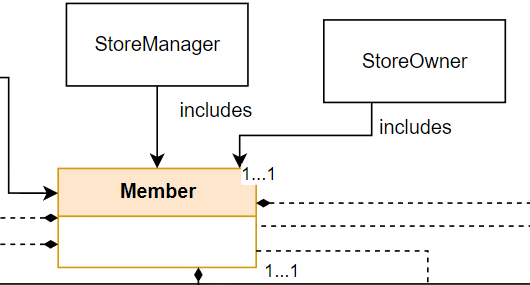 StoreManager
StoreOwner
includes
includes
1...1
Member
1...1